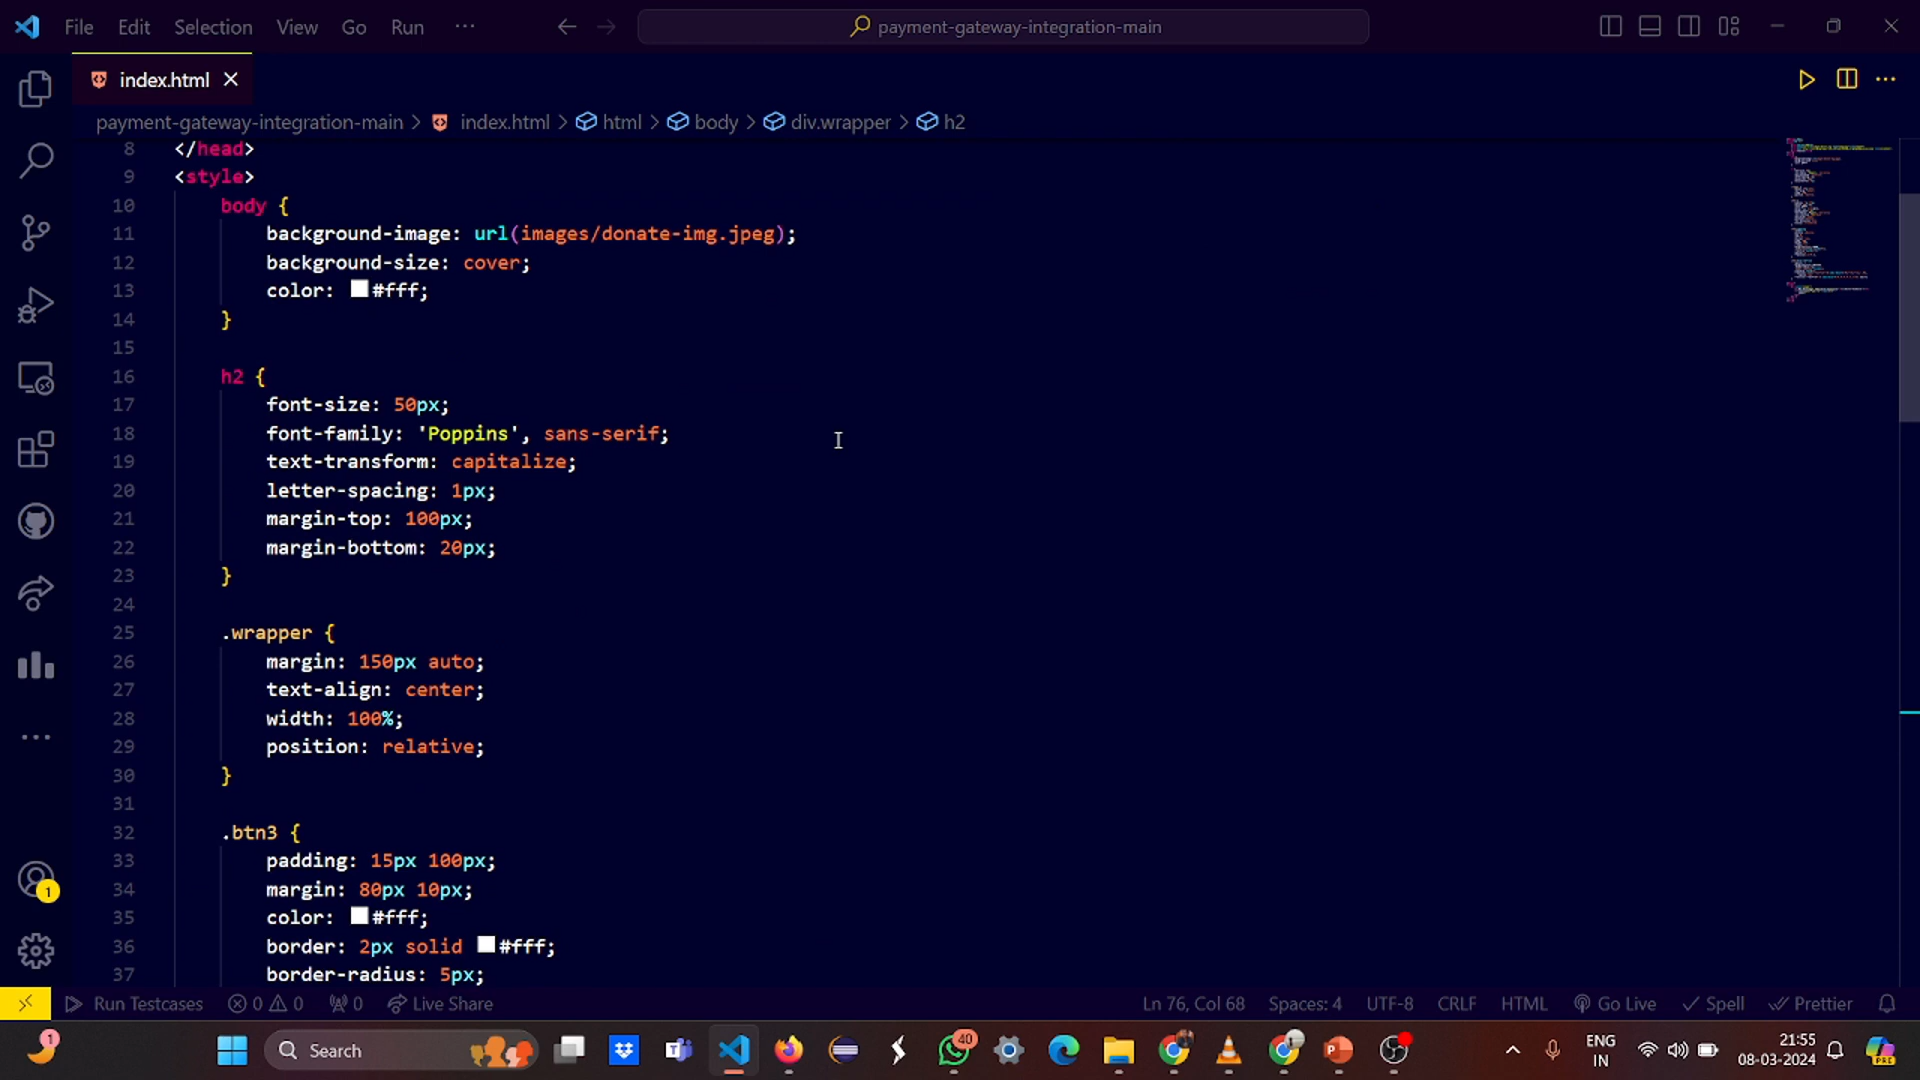 File Edit Selection View Go Run ··· payment-gateway-integration-main
index.html
payment-gateway-integration-main > index.html > html > body > div.wrapper > h2
8 </head>
9 <style>
10 body {
11 background-image: url(images/donate-img.jpeg);
12 background-size: cover;
13 color: #fff;
14 }
15
16 h2 {
17 font-size: 50px;
18 font-family: 'Poppins', sans-serif;
19 text-transform: capitalize;
20 letter-spacing: 1px;
21 margin-top: 100px;
22 margin-bottom: 20px;
23 }
24
25 .wrapper {
26 margin: 150px auto;
27 text-align: center;
28 width: 100%;
29 position: relative;
30 }
31
32 .btn3 {
33 padding: 15px 100px;
34 margin: 80px 10px;
35 color: #fff;
36 border: 2px solid #fff;
37 border-radius: 5px;
1
Run Testcases 0 0 0 Live Share Ln 76, Col 68 Spaces: 4 UTF-8 CRLF HTML Go Live Spell Prettier
1 Search 40 ENG 21:55
IN 08-03-2024 PRE